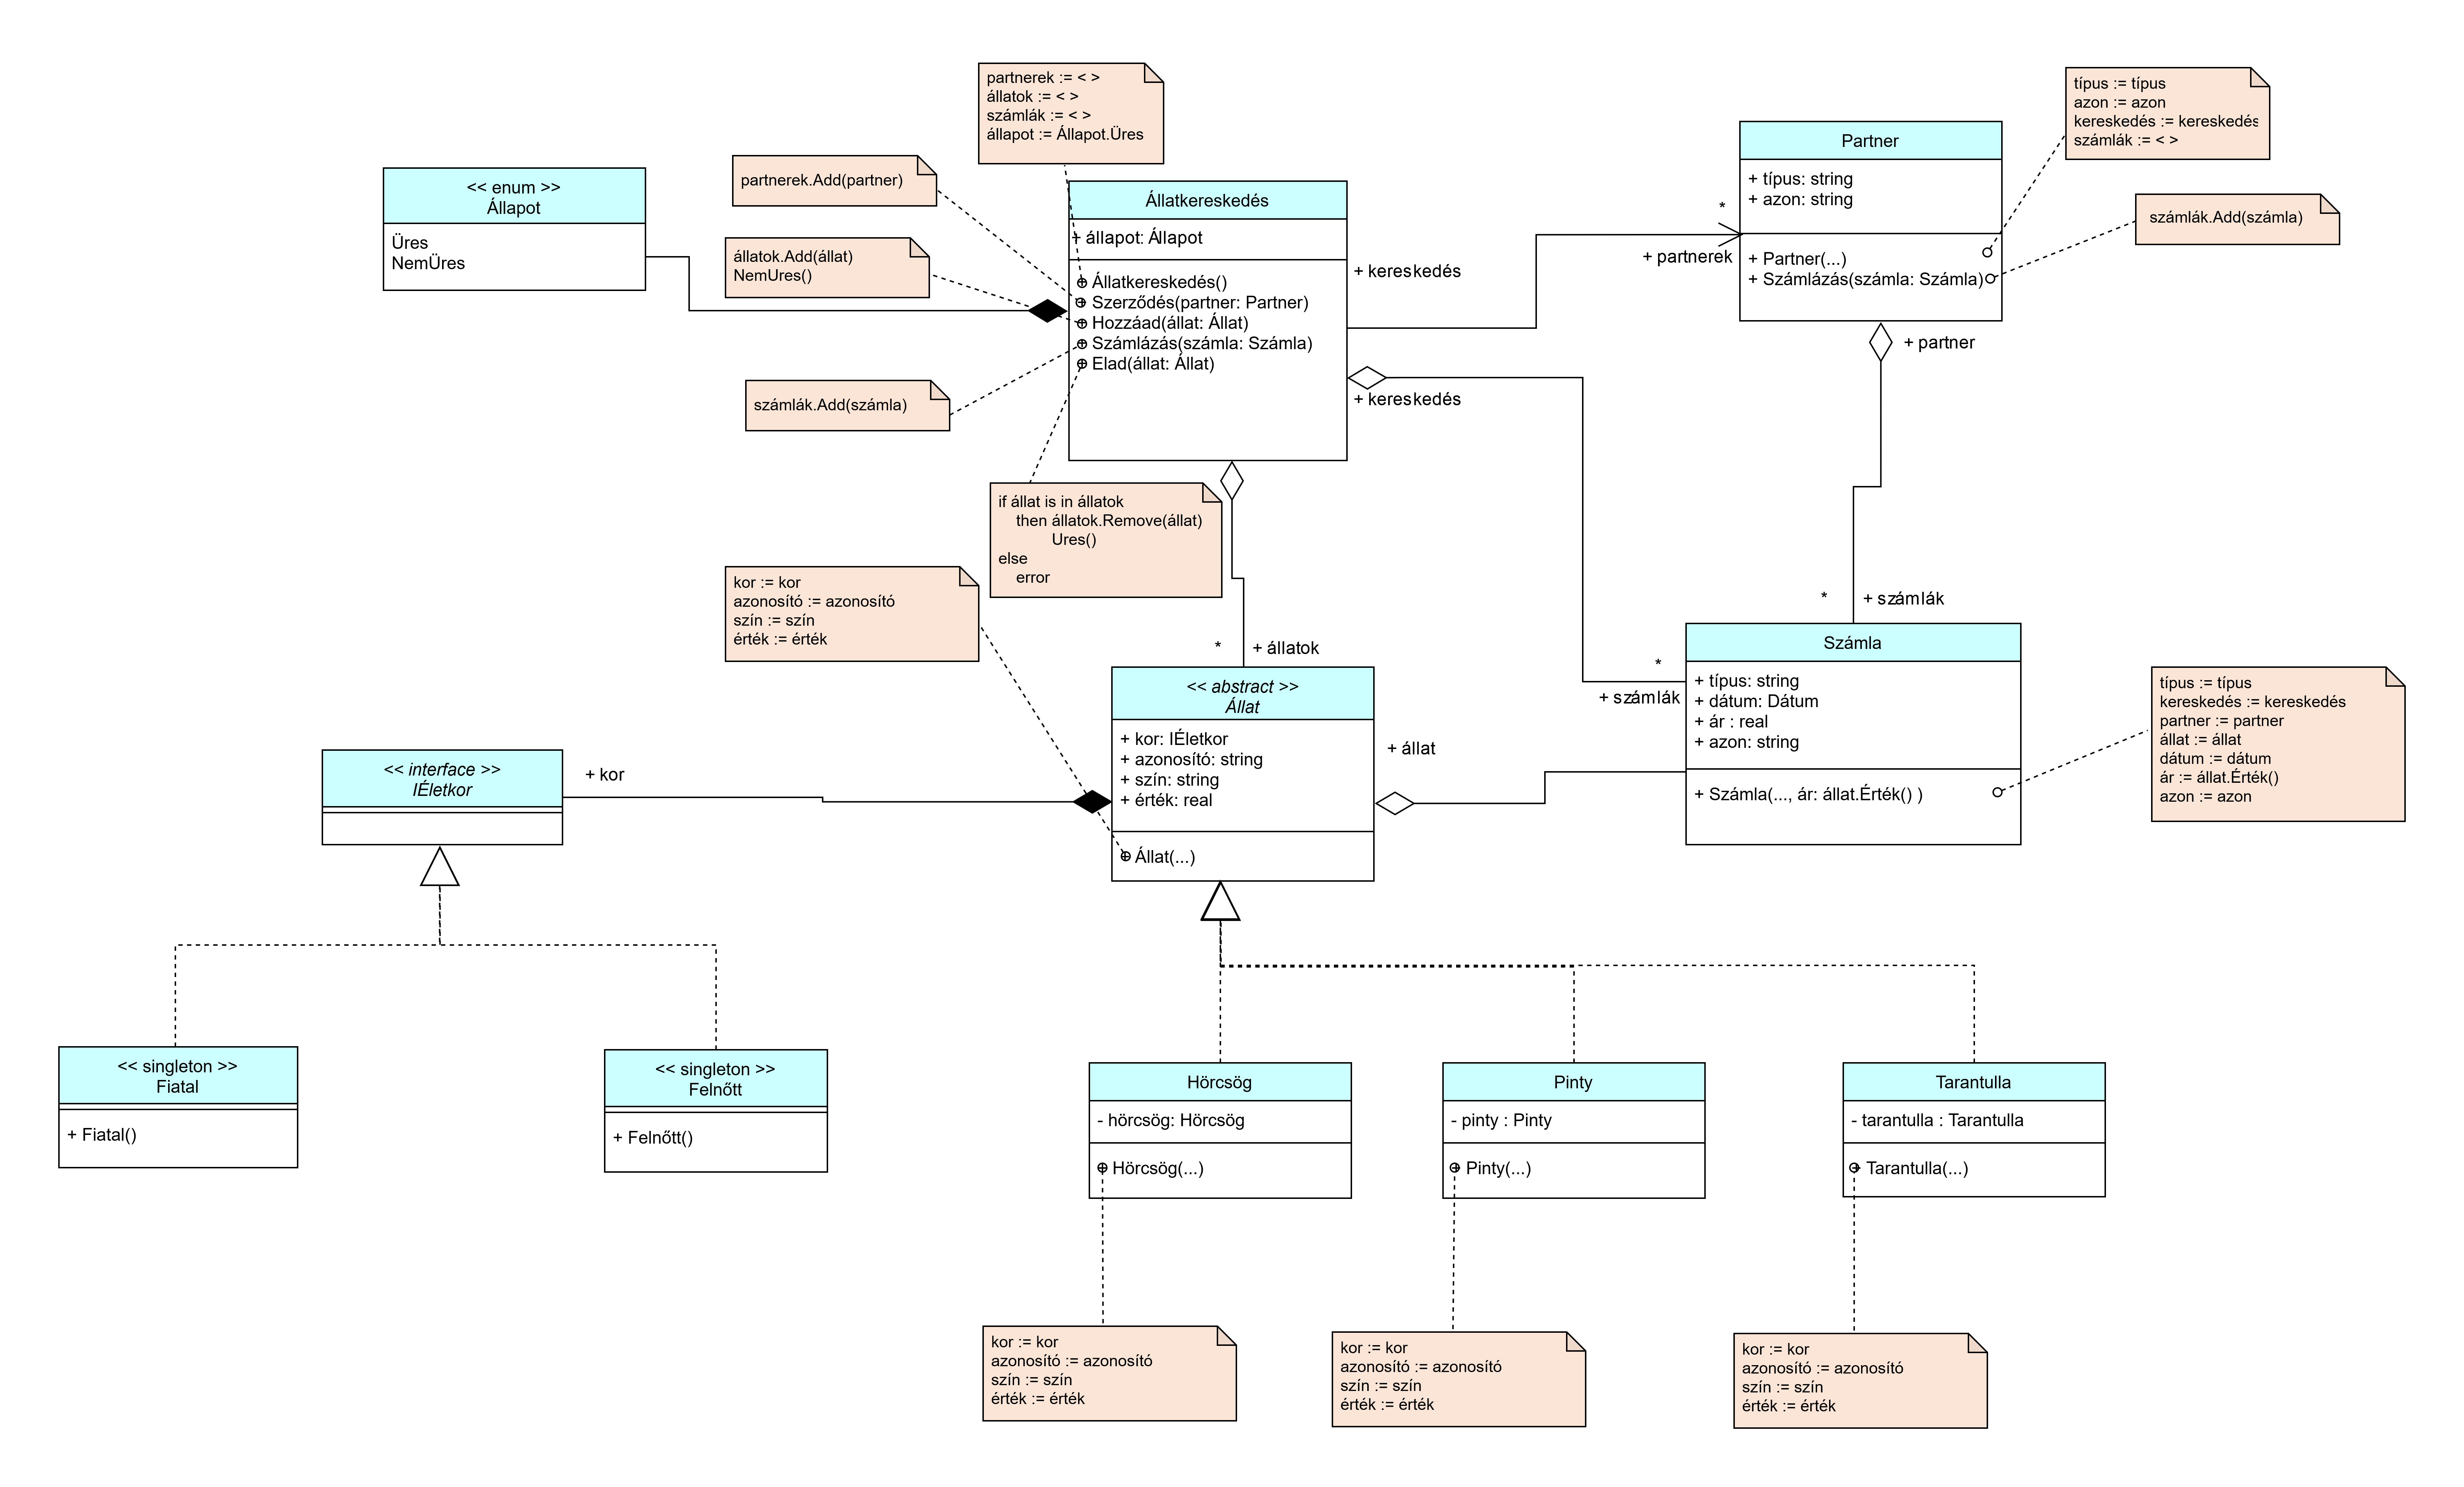 partnerek := < >
állatok := < >
számlák := < >
állapot := Állapot.Üres
típus := típus
azon := azon
kereskedés := kereskedés
számlák := < >
partnerek.Add(partner)
<< enum >>
Állapot
Üres
NemÜres
állatok.Add(állat)
NemUres()
számlák.Add(számla)
Állatkereskedés
+ állapot: Állapot
+ Állatkereskedés()
+ Szerződés(partner: Partner)
+ Hozzáad(állat: Állat)
+ Számlázás(számla: Számla)
+ Elad(állat: Állat)
+ kereskedés
+ kereskedés
*
+ partnerek
Partner
+ típus: string
+ azon: string
+ Partner(...)
+ Számlázás(számla: Számla)
számlák.Add(számla)
+ partner
if állat is in állatok
then állatok.Remove(állat)
Ures()
else
error
kor := kor
azonosító := azonosító
szín := szín
érték := érték
* + állatok
* + számlák
*
+ számlák
<< abstract >>
Állat
+ kor: IÉletkor
+ azonosító: string
+ szín: string
+ érték: real
+ Állat(...)
+ állat
Számla
+ típus: string
+ dátum: Dátum
+ ár : real
+ azon: string
+ Számla(..., ár: állat.Érték() )
típus := típus
kereskedés := kereskedés
partner := partner
állat := állat
dátum := dátum
ár := állat.Érték()
azon := azon
<< interface >>
IÉletkor
+ kor
<< singleton >>
Fiatal
+ Fiatal()
<< singleton >>
Felnőtt
+ Felnőtt()
Hörcsög
- hörcsög: Hörcsög
+ Hörcsög(...)
Pinty
- pinty : Pinty
+ Pinty(...)
Tarantulla
- tarantulla : Tarantulla
+ Tarantulla(...)
kor := kor
azonosító := azonosító
szín := szín
érték := érték
kor := kor
azonosító := azonosító
szín := szín
érték := érték
kor := kor
azonosító := azonosító
szín := szín
érték := érték